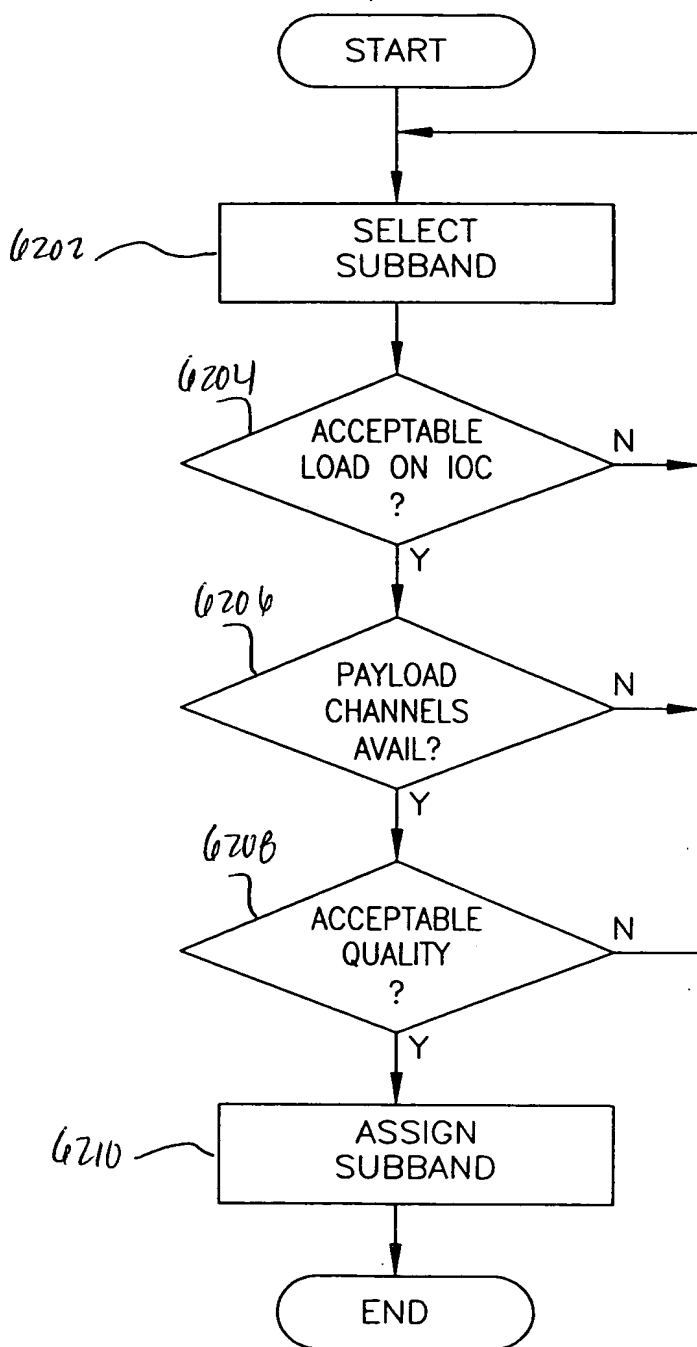 START
6202
SELECT
SUBBAND
6204
ACCEPTABLE
LOAD ON IOC
?
N
Y
6206
PAYLOAD
CHANNELS
AVAIL?
N
Y
6208
ACCEPTABLE
QUALITY
?
N
Y
6210
ASSIGN
SUBBAND
END